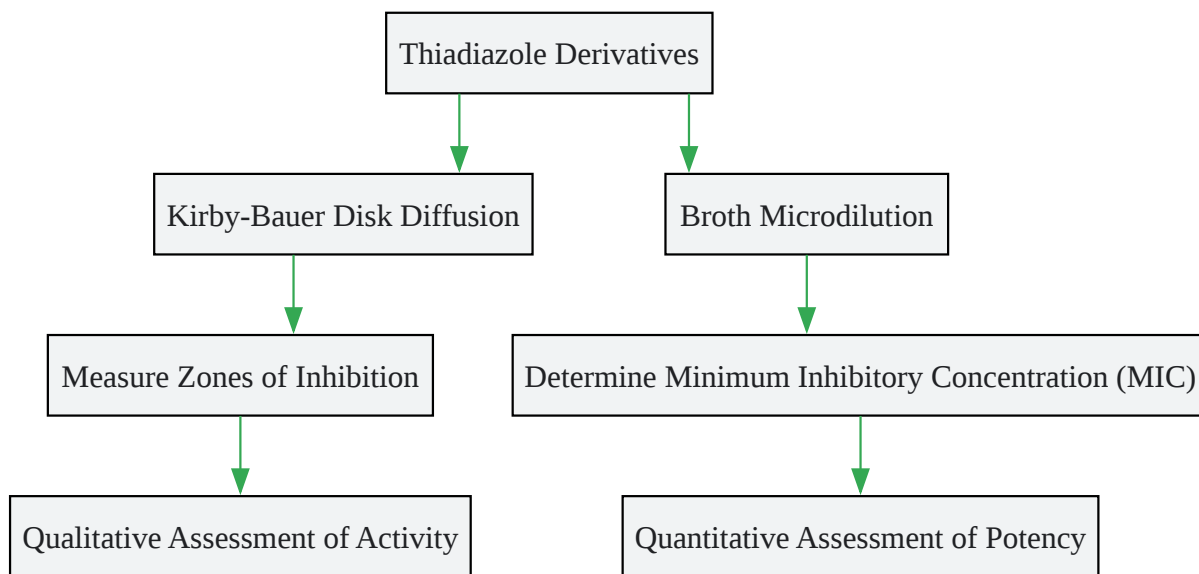 Thiadiazole Derivatives
Kirby-Bauer Disk Diffusion
Broth Microdilution
Measure Zones of Inhibition
Determine Minimum Inhibitory Concentration (MIC)
Qualitative Assessment of Activity
Quantitative Assessment of Potency